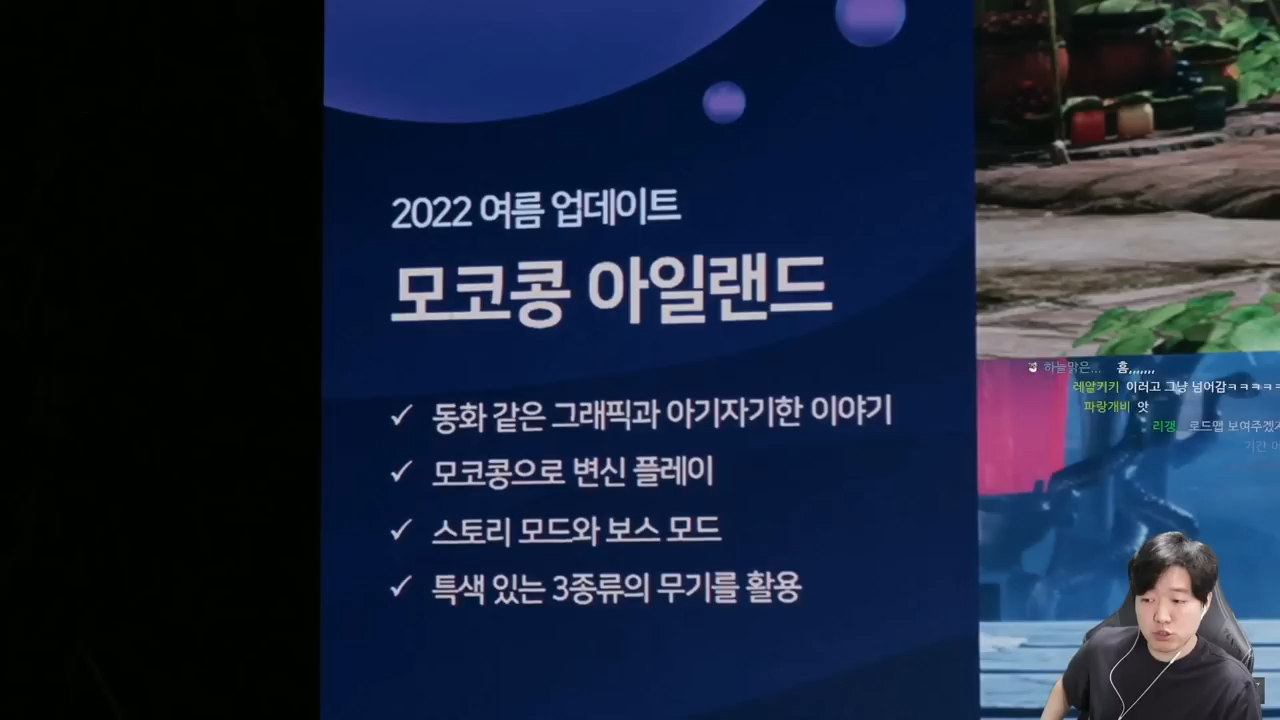 2022 여름 업데이트
모코콩 아일랜드
✓ 동화 같은 그래픽과 아기자기한 이야기
✓ 모코콩으로 변신 플레이
✓ 스토리 모드와 보스 모드
✓ 특색 있는 3종류의 무기를 활용
하늘맑은... 흠,,,,,,,
레알키키 이러고 그냥 넘어감ㅋㅋㅋㅋㅋ
파랑개비 앗
리갱 로드맵 보여주겠지
기간